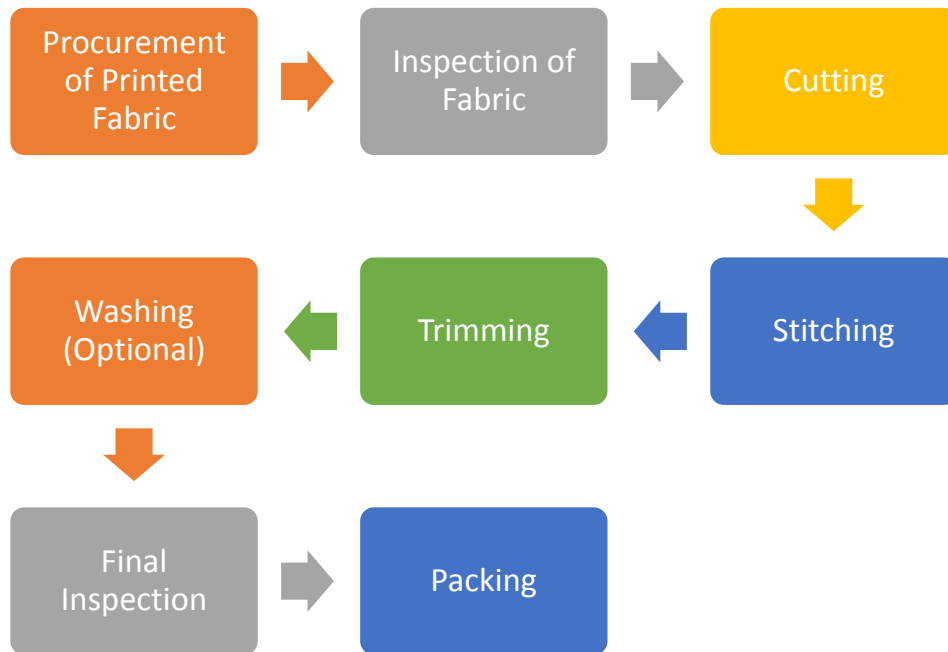 Procurement
of Printed
Fabric
Inspection of
Fabric
Cutting
Stitching
Trimming
Washing
(Optional)
Final
Inspection
Packing